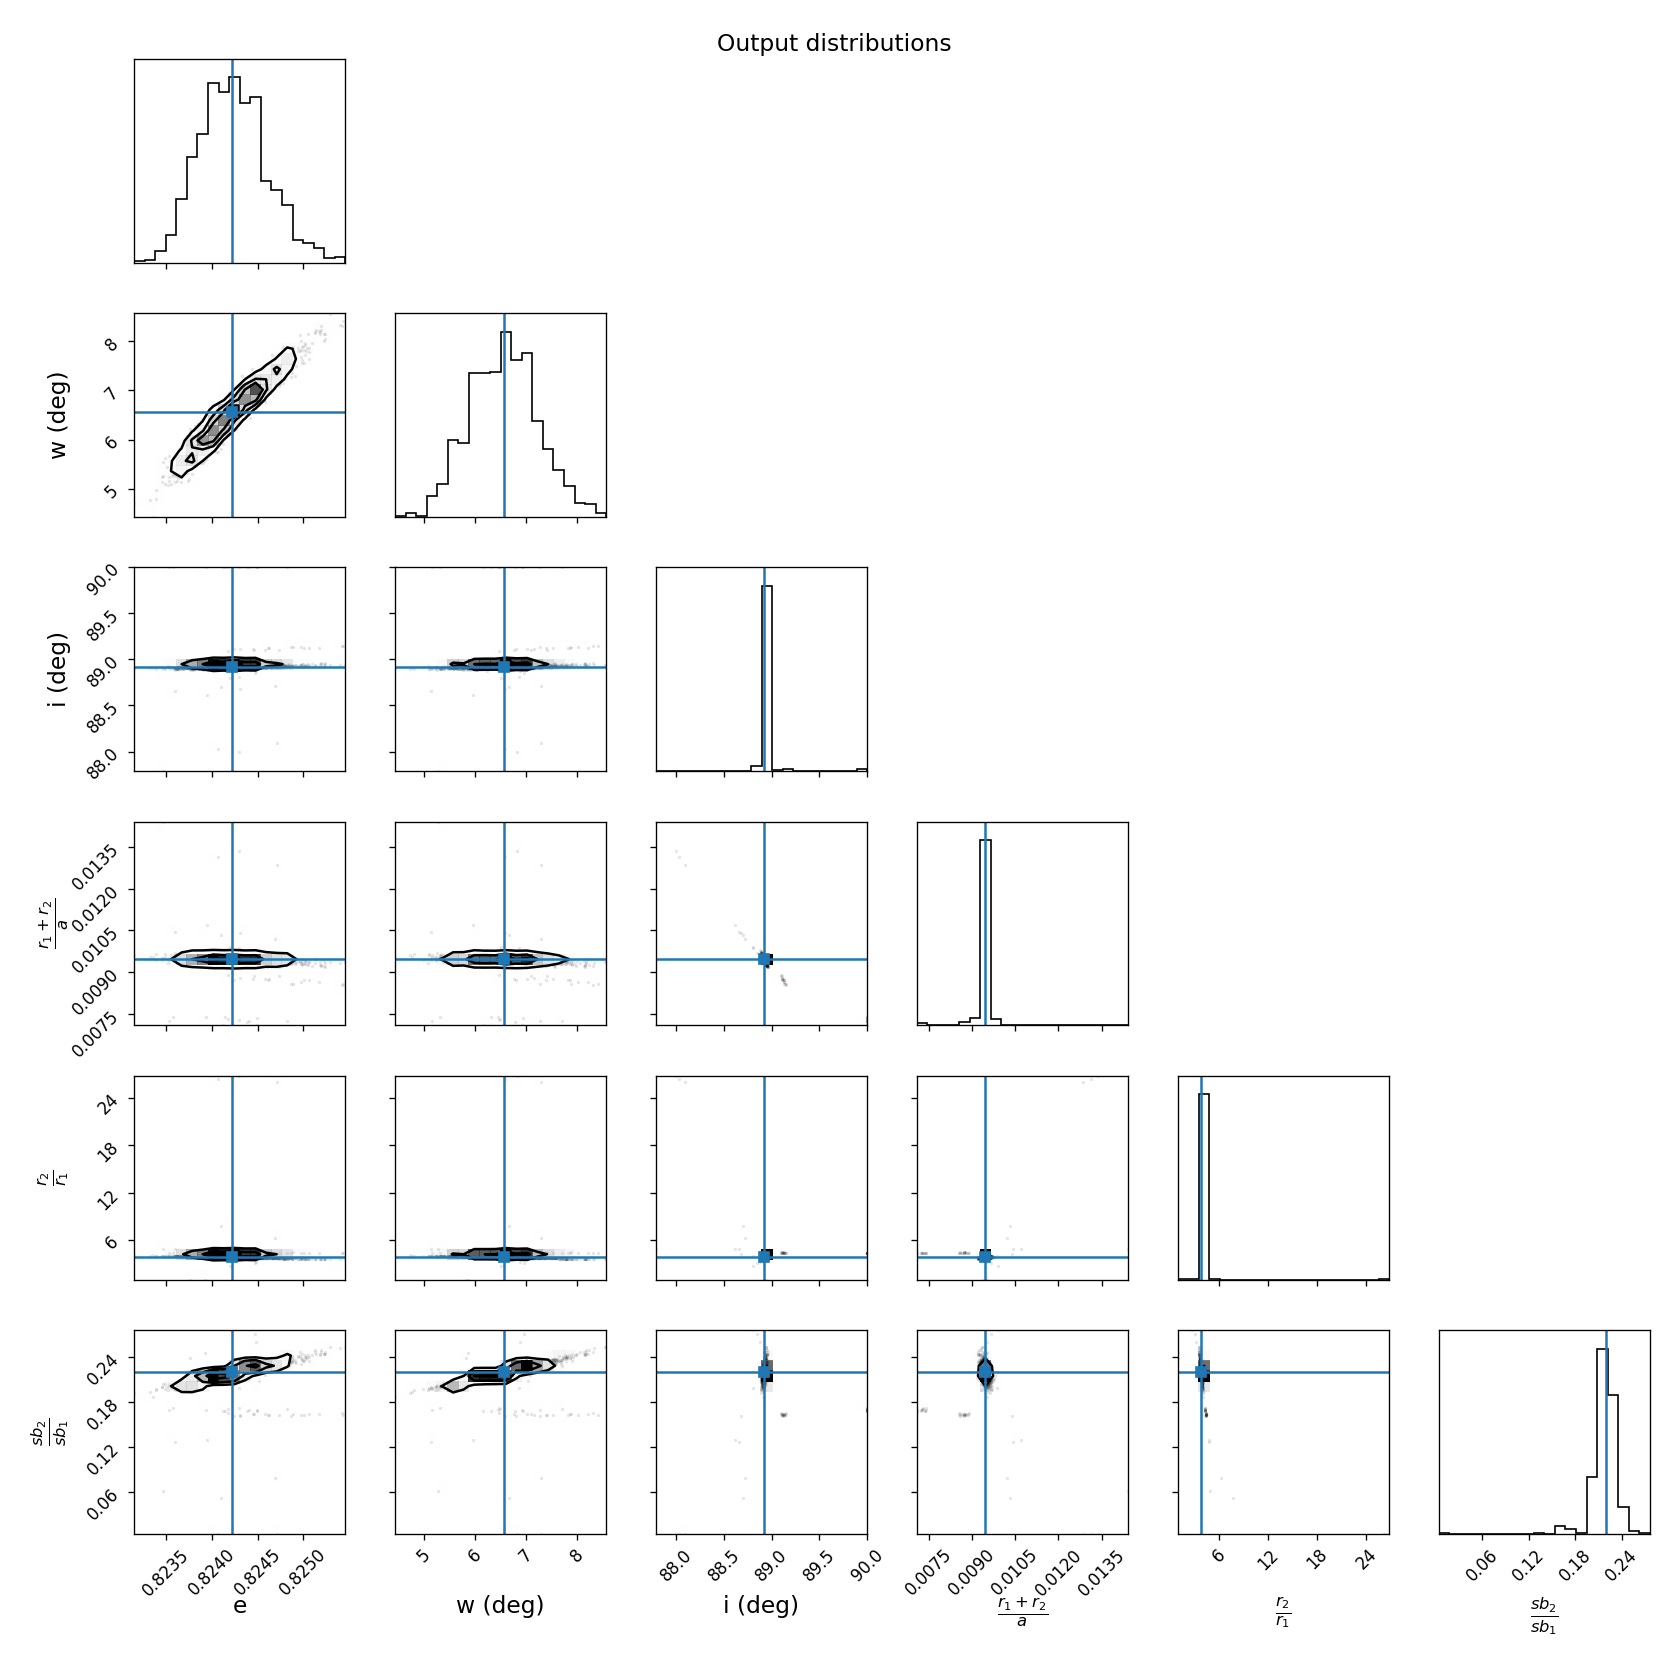 Output distributions
w (deg)
8
7
6
5
i (deg)
90.0
89.5
89.0
88.5
88.0
r₁ + r₂
a
0.0135
0.0120
0.0105
0.0090
0.0075
r₂
r₁
24
18
12
6
sb₂
sb₁
0.24
0.18
0.12
0.06
0.8235 0.8240 0.8245 0.8250 5 6 7 8 88.0 88.5 89.0 89.5 90.0 0.0075 0.0090 0.0105 0.0120 0.0135 6 12 18 24 0.06 0.12 0.18 0.24
e w (deg) i (deg) r₁ + r₂ r₂ sb₂
a r₁ sb₁